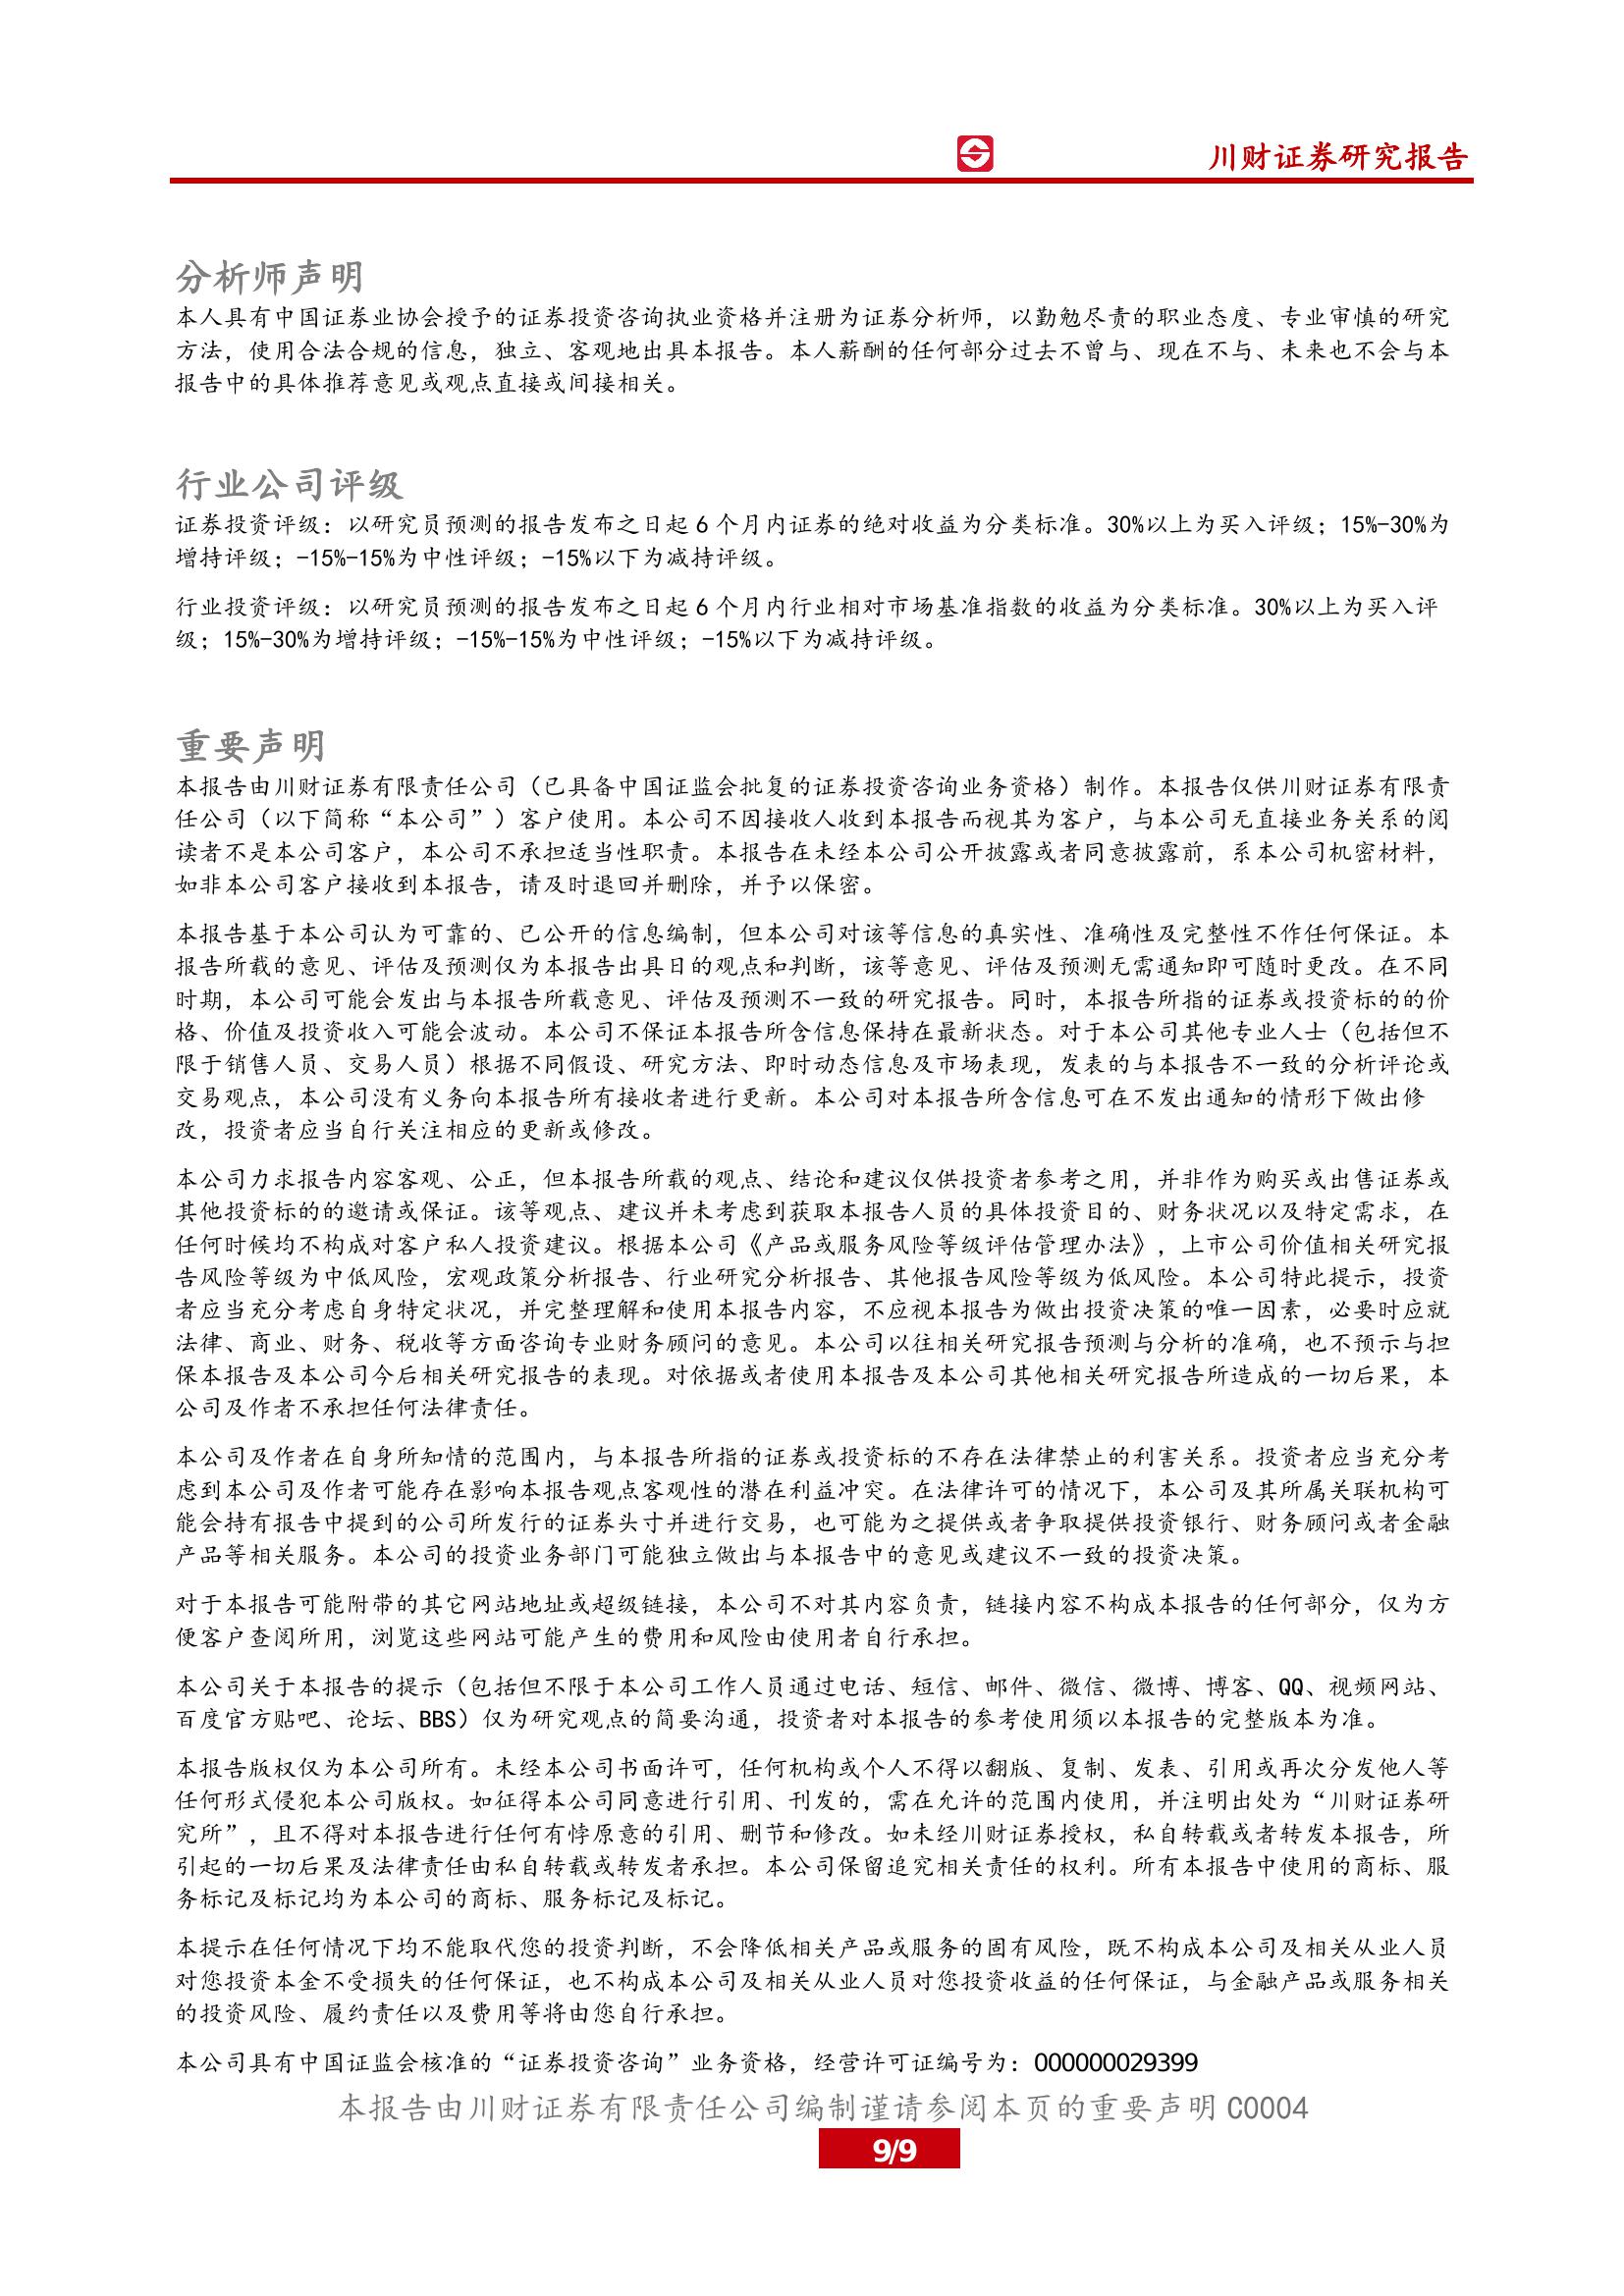 川财证券研究报告
分析师声明
本人具有中国证券业协会授予的证券投资咨询执业资格并注册为证券分析师，以勤勉尽责的职业态度、专业审慎的研究
方法，使用合法合规的信息，独立、客观地出具本报告。本人薪酬的任何部分过去不曾与、现在不与、未来也不会与本
报告中的具体推荐意见或观点直接或间接相关。
行业公司评级
证券投资评级：以研究员预测的报告发布之日起 6 个月内证券的绝对收益为分类标准。30%以上为买入评级；15%-30%为
增持评级；-15%-15%为中性评级；-15%以下为减持评级。
行业投资评级：以研究员预测的报告发布之日起 6 个月内行业相对市场基准指数的收益为分类标准。30%以上为买入评
级；15%-30%为增持评级；-15%-15%为中性评级；-15%以下为减持评级。
重要声明
本报告由川财证券有限责任公司（已具备中国证监会批复的证券投资咨询业务资格）制作。本报告仅供川财证券有限责
任公司（以下简称“本公司”）客户使用。本公司不因接收人收到本报告而视其为客户，与本公司无直接业务关系的阅
读者不是本公司客户，本公司不承担适当性职责。本报告在未经本公司公开披露或者同意披露前，系本公司机密材料，
如非本公司客户接收到本报告，请及时退回并删除，并予以保密。
本报告基于本公司认为可靠的、已公开的信息编制，但本公司对该等信息的真实性、准确性及完整性不作任何保证。本
报告所载的意见、评估及预测仅为本报告出具日的观点和判断，该等意见、评估及预测无需通知即可随时更改。在不同
时期，本公司可能会发出与本报告所载意见、评估及预测不一致的研究报告。同时，本报告所指的证券或投资标的的价
格、价值及投资收入可能会波动。本公司不保证本报告所含信息保持在最新状态。对于本公司其他专业人士（包括但不
限于销售人员、交易人员）根据不同假设、研究方法、即时动态信息及市场表现，发表的与本报告不一致的分析评论或
交易观点，本公司没有义务向本报告所有接收者进行更新。本公司对本报告所含信息可在不发出通知的情形下做出修
改，投资者应当自行关注相应的更新或修改。
本公司力求报告内容客观、公正，但本报告所载的观点、结论和建议仅供投资者参考之用，并非作为购买或出售证券或
其他投资标的的邀请或保证。该等观点、建议并未考虑到获取本报告人员的具体投资目的、财务状况以及特定需求，在
任何时候均不构成对客户私人投资建议。根据本公司《产品或服务风险等级评估管理办法》，上市公司价值相关研究报
告风险等级为中低风险，宏观政策分析报告、行业研究分析报告、其他报告风险等级为低风险。本公司特此提示，投资
者应当充分考虑自身特定状况，并完整理解和使用本报告内容，不应视本报告为做出投资决策的唯一因素，必要时应就
法律、商业、财务、税收等方面咨询专业财务顾问的意见。本公司以往相关研究报告预测与分析的准确，也不预示与担
保本报告及本公司今后相关研究报告的表现。对依据或者使用本报告及本公司其他相关研究报告所造成的一切后果，本
公司及作者不承担任何法律责任。
本公司及作者在自身所知情的范围内，与本报告所指的证券或投资标的不存在法律禁止的利害关系。投资者应当充分考
虑到本公司及作者可能存在影响本报告观点客观性的潜在利益冲突。在法律许可的情况下，本公司及其所属关联机构可
能会持有报告中提到的公司所发行的证券头寸并进行交易，也可能为之提供或者争取提供投资银行、财务顾问或者金融
产品等相关服务。本公司的投资业务部门可能独立做出与本报告中的意见或建议不一致的投资决策。
对于本报告可能附带的其它网站地址或超级链接，本公司不对其内容负责，链接内容不构成本报告的任何部分，仅为方
便客户查阅所用，浏览这些网站可能产生的费用和风险由使用者自行承担。
本公司关于本报告的提示（包括但不限于本公司工作人员通过电话、短信、邮件、微信、微博、博客、QQ、视频网站、
百度官方贴吧、论坛、BBS）仅为研究观点的简要沟通，投资者对本报告的参考使用须以本报告的完整版本为准。
本报告版权仅为本公司所有。未经本公司书面许可，任何机构或个人不得以翻版、复制、发表、引用或再次分发他人等
任何形式侵犯本公司版权。如征得本公司同意进行引用、刊发的，需在允许的范围内使用，并注明出处为“川财证券研
究所”，且不得对本报告进行任何有悖原意的引用、删节和修改。如未经川财证券授权，私自转载或者转发本报告，所
引起的一切后果及法律责任由私自转载或转发者承担。本公司保留追究相关责任的权利。所有本报告中使用的商标、服
务标记及标记均为本公司的商标、服务标记及标记。
本提示在任何情况下均不能取代您的投资判断，不会降低相关产品或服务的固有风险，既不构成本公司及相关从业人员
对您投资本金不受损失的任何保证，也不构成本公司及相关从业人员对您投资收益的任何保证，与金融产品或服务相关
的投资风险、履约责任以及费用等将由您自行承担。
本公司具有中国证监会核准的“证券投资咨询”业务资格，经营许可证编号为：000000029399
本报告由川财证券有限责任公司编制谨请参阅本页的重要声明 C0004
9/9